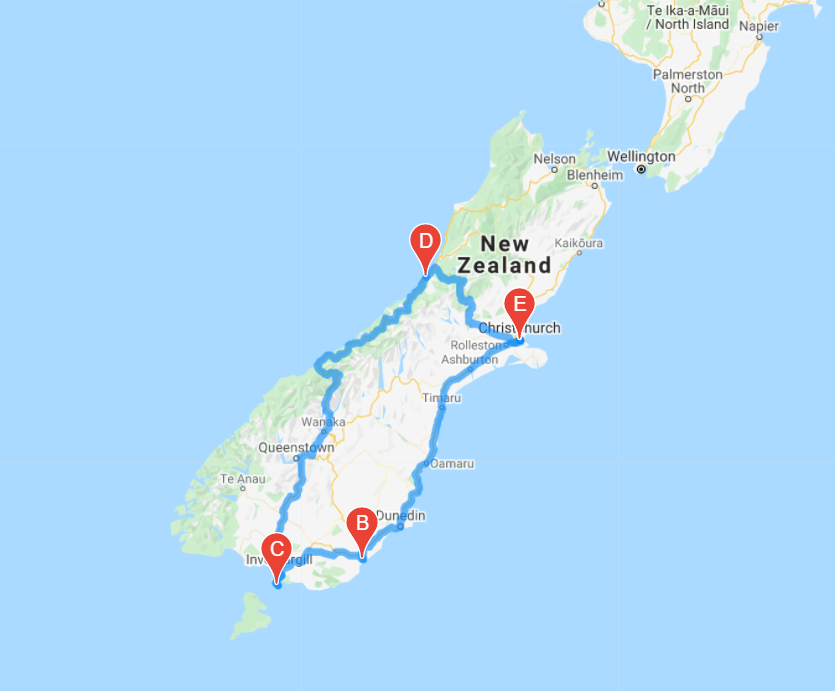 Te Ika-a-Māui
/ North Island
Napier
Palmerston
North
Nelson
Wellington
Blenheim
D
New
Zealand
Kaikōura
E
Christchurch
Rolleston
Ashburton
Timaru
Wanaka
Queenstown
Oamaru
Te Anau
B
Dunedin
C
Invercargill